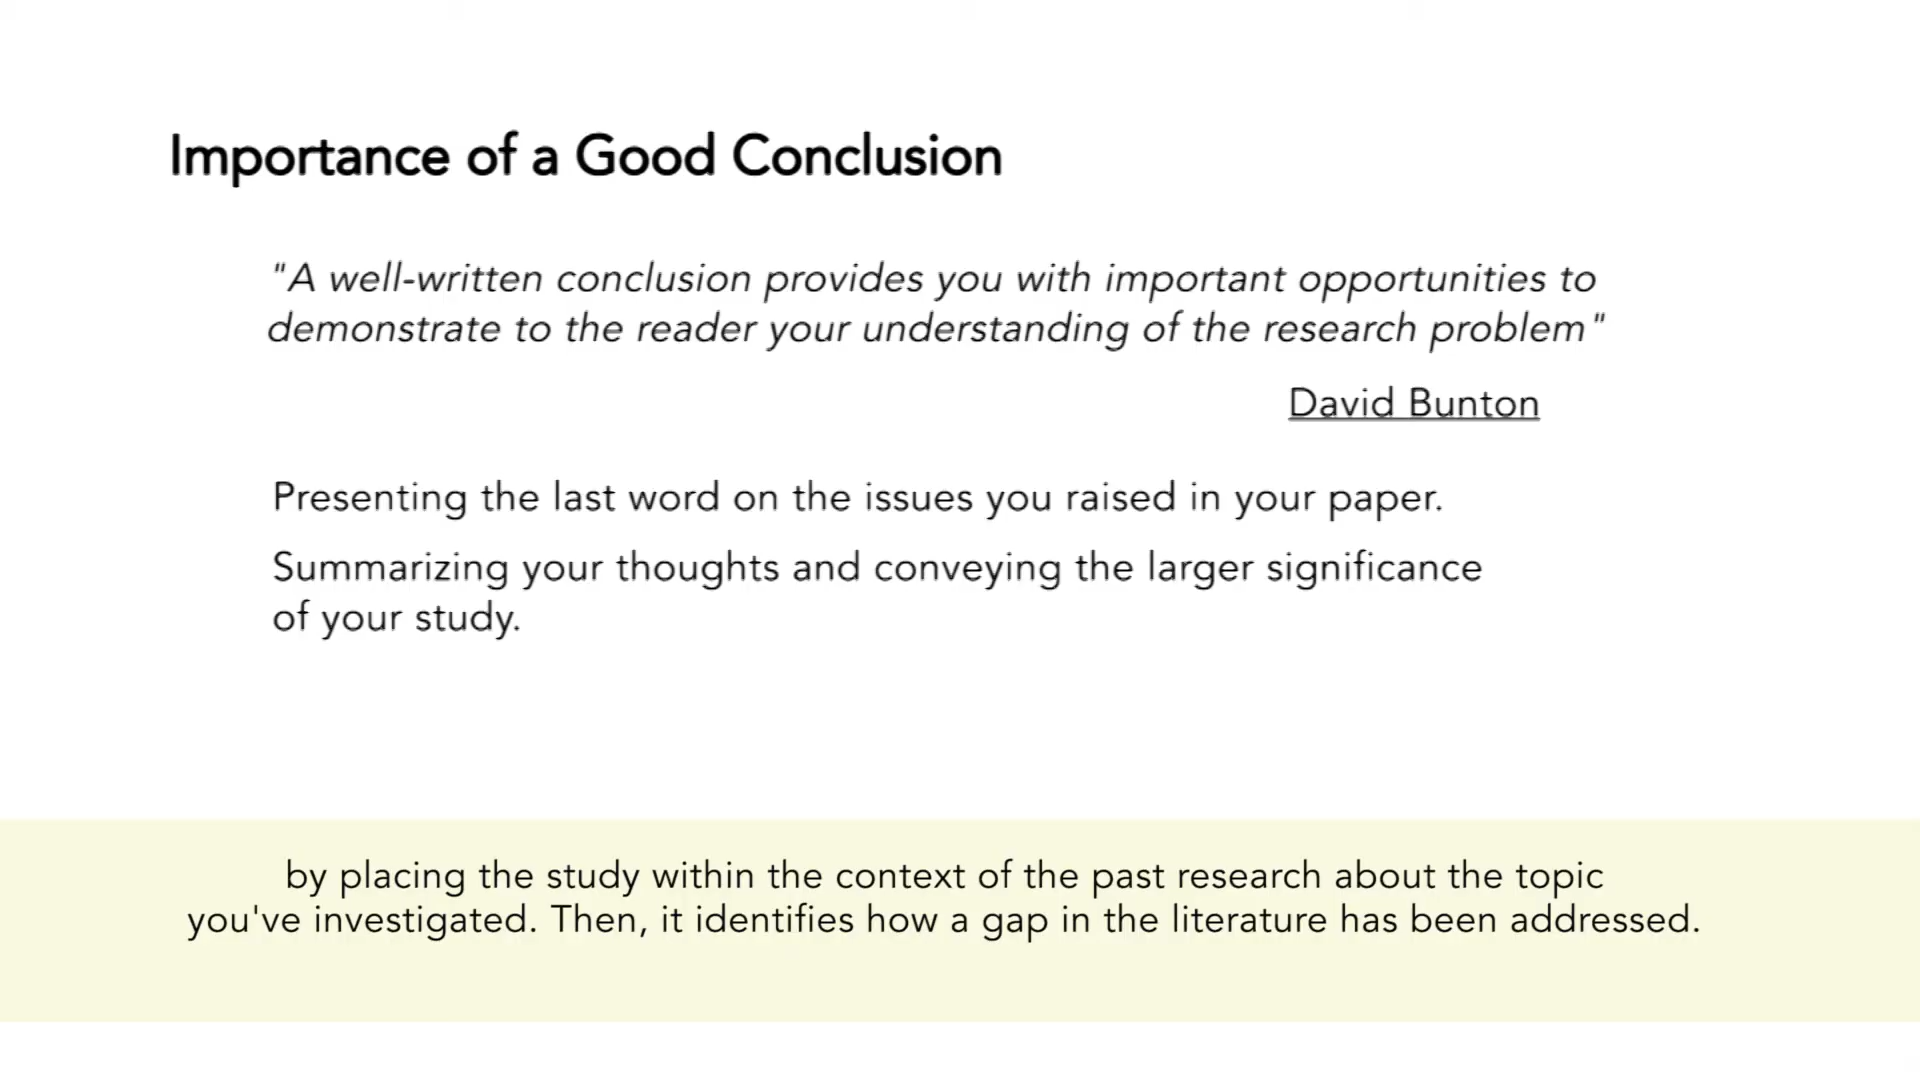 Importance of a Good Conclusion
"A well-written conclusion provides you with important opportunities to
demonstrate to the reader your understanding of the research problem"
David Bunton
Presenting the last word on the issues you raised in your paper.
Summarizing your thoughts and conveying the larger significance
of your study.
by placing the study within the context of the past research about the topic
you've investigated. Then, it identifies how a gap in the literature has been addressed.